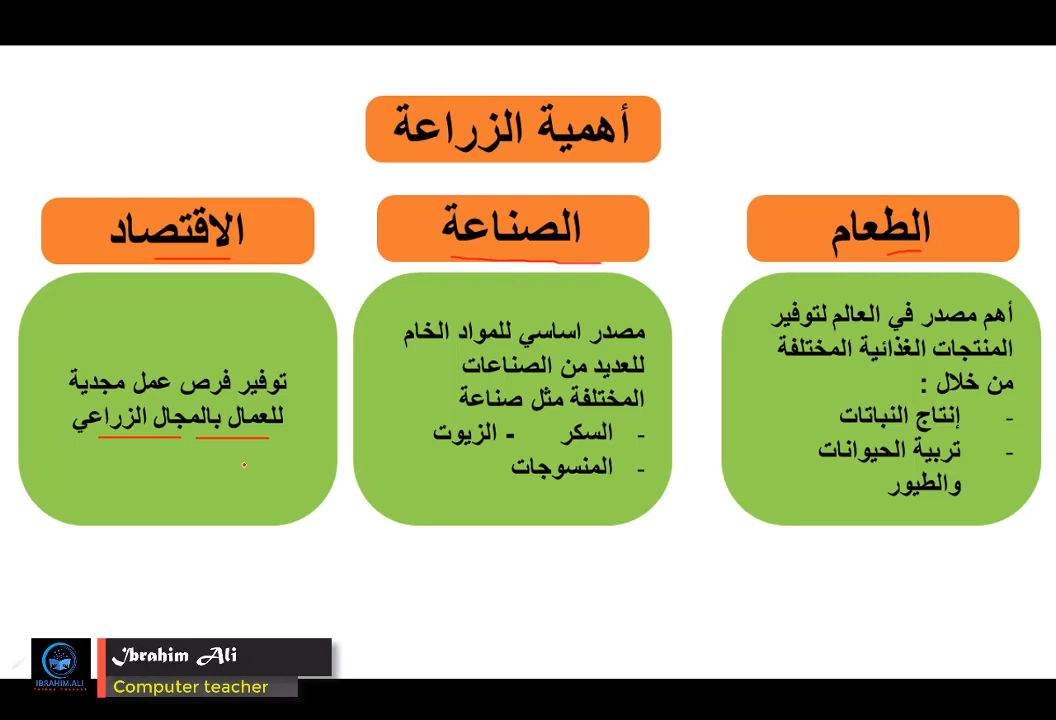 أهمية الزراعة
الطعام
أهم مصدر في العالم لتوفير
المنتجات الغذائية المختلفة
من خلال :
- إنتاج النباتات
- تربية الحيوانات
والطيور
الصناعة
مصدر اساسي للمواد الخام
للعديد من الصناعات
المختلفة مثل صناعة
- السكر - الزيوت
- المنسوجات
الاقتصاد
توفير فرص عمل مجدية
للعمال بالمجال الزراعي
Ibrahim Ali
Computer teacher
IBRAHIM.ALI